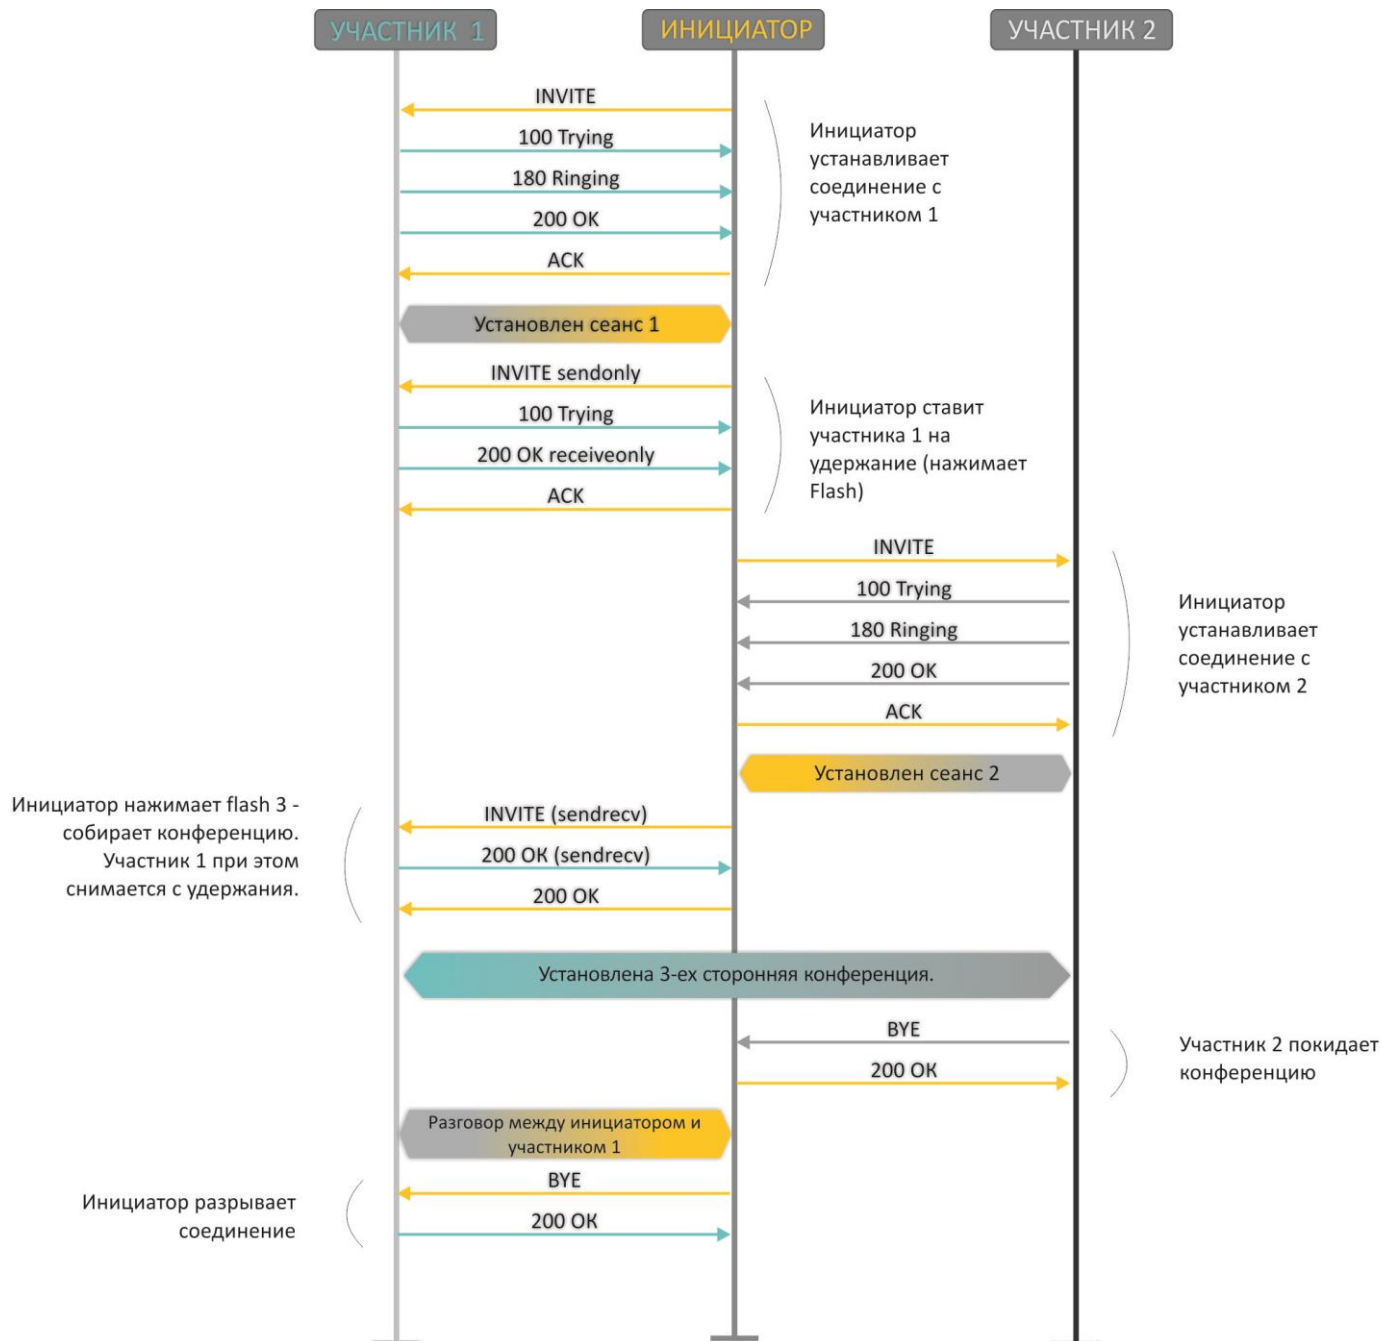 УЧАСТНИК 1
ИНИЦИАТОР
УЧАСТНИК 2
INVITE
100 Trying
180 Ringing
200 OK
ACK
Инициатор
устанавливает
соединение с
участником 1
Установлен сеанс 1
INVITE sendonly
100 Trying
200 OK receiveonly
ACK
Инициатор ставит
участника 1 на
удержание (нажимает
Flash)
INVITE
100 Trying
180 Ringing
200 OK
ACK
Инициатор
устанавливает
соединение с
участником 2
Установлен сеанс 2
Инициатор нажимает flash 3 -
собирает конференцию.
Участник 1 при этом
снимается с удержания.
INVITE (sendrecv)
200 OK (sendrecv)
200 OK
Установлена 3-ех сторонняя конференция.
BYE
200 OK
Участник 2 покидает
конференцию
Разговор между инициатором и
участником 1
BYE
200 OK
Инициатор разрывает
соединение